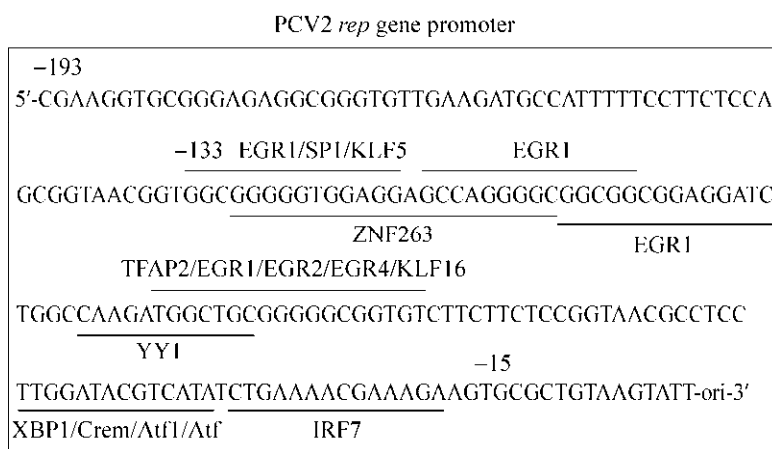 PCV2 rep gene promoter
−193
5′-CGAAGGTGCGGGAGAGGCGGGTGTTGAAGATGCCATTTTTCCTTCTCCA
−133 EGR1/SP1/KLF5 EGR1
GCGGTAACGGTGGCGGGGGTGGAGGAGCCAGGGGCGGCGGCGGAGGATC
ZNF263 EGR1
TFAP2/EGR1/EGR2/EGR4/KLF16
TGGCCAAGATGGCTGCGGGGGCGGTGTCTTCTTCTCCGGTAACGCCTCC
YY1
−15
TTGGATACGTCATATCTGAAAACGAAAGAAGTGCGCTGTAAGTATT-ori-3′
XBP1/Crem/Atf1/Atf IRF7